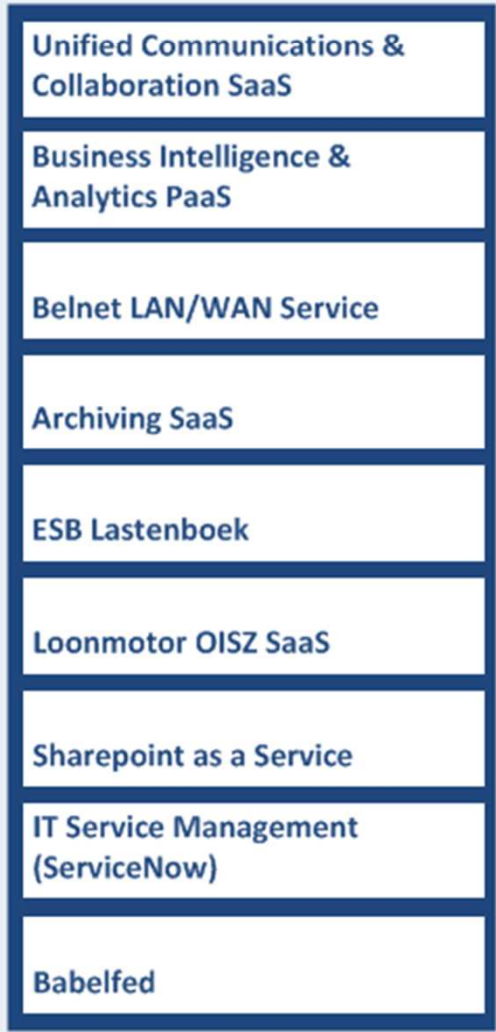 Unified Communications &
Collaboration SaaS
Business Intelligence &
Analytics PaaS
Belnet LAN/WAN Service
Archiving SaaS
ESB Lastenboek
Loonmotor OISZ SaaS
Sharepoint as a Service
IT Service Management
(ServiceNow)
Babelfed